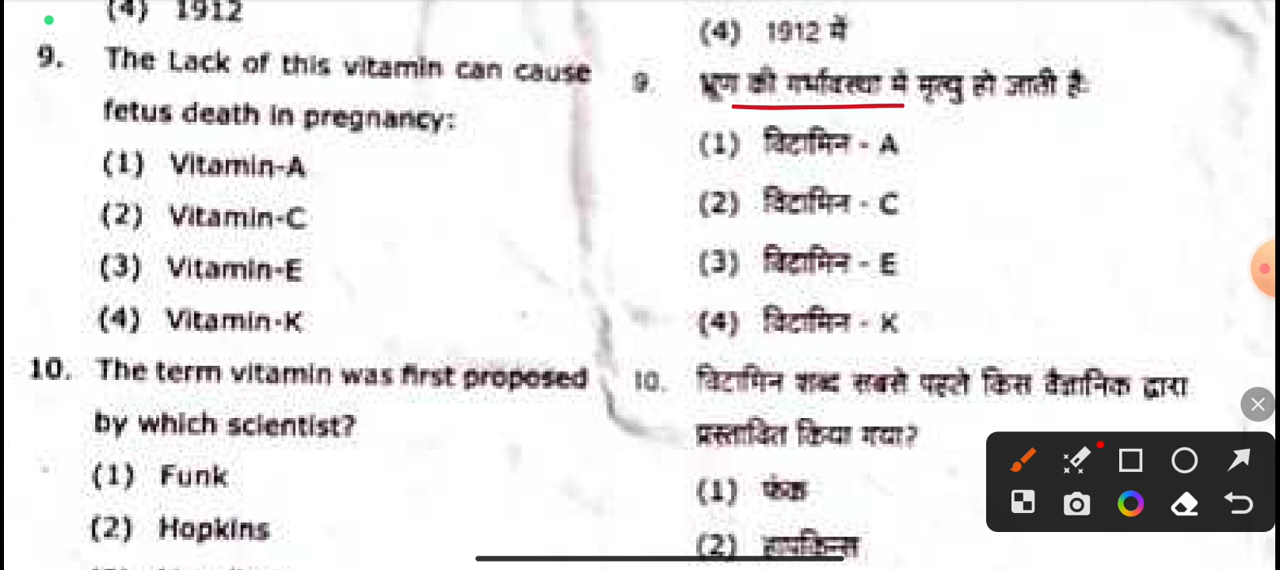 (4) 1912
9. The Lack of this vitamin can cause
fetus death in pregnancy:
(1) Vitamin-A
(2) Vitamin-C
(3) Vitamin-E
(4) Vitamin-K
10. The term vitamin was first proposed
by which scientist?
(1) Funk
(2) Hopkins
(4) 1912 में
9. भ्रूण की गर्भावस्था में मृत्यु हो जाती है:
(1) विटामिन - A
(2) विटामिन - C
(3) विटामिन - E
(4) विटामिन - K
10. विटामिन शब्द सबसे पहले किस वैज्ञानिक द्वारा
प्रस्तावित किया गया?
(1) फंक
(2) हापकिन्स